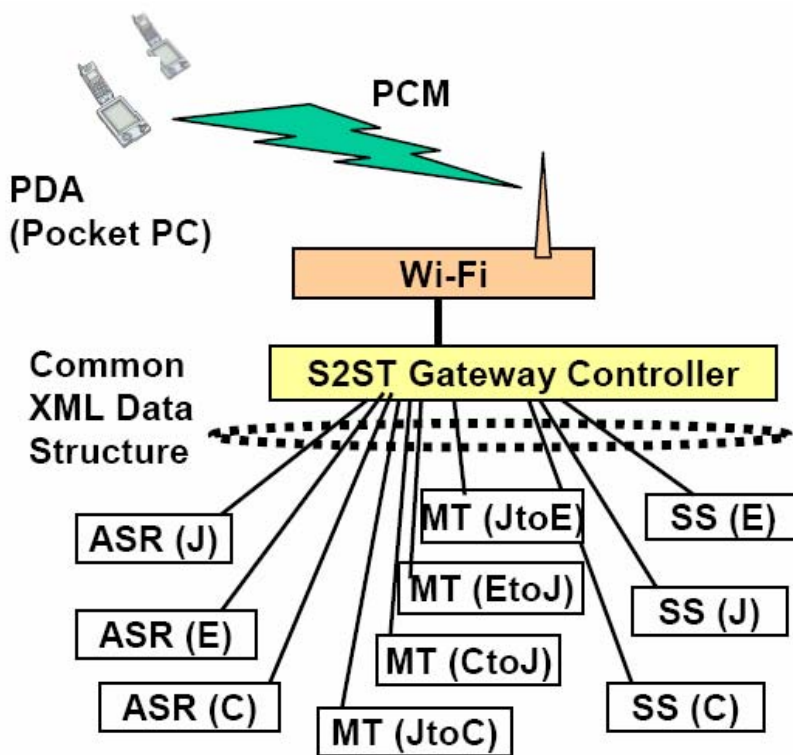 PCM
PDA
(Pocket PC)
Wi-Fi
S2ST Gateway Controller
Common
XML Data
Structure
ASR (J)
ASR (E)
ASR (C)
MT (JtoE)
MT (EtoJ)
MT (CtoJ)
MT (JtoC)
SS (E)
SS (J)
SS (C)